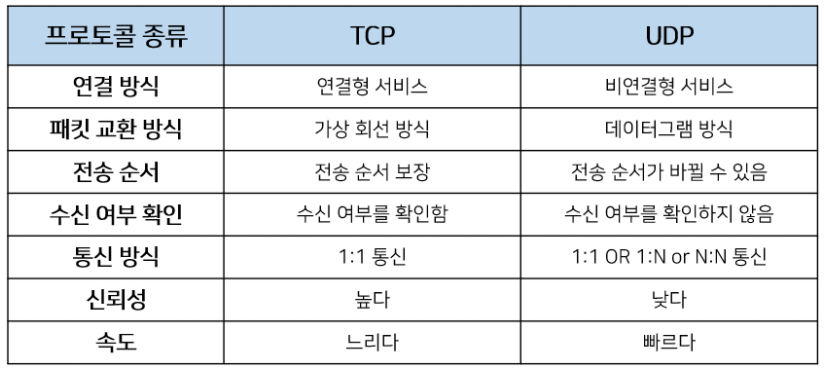 프로토콜 종류 TCP UDP
연결 방식 연결형 서비스 비연결형 서비스
패킷 교환 방식 가상 회선 방식 데이터그램 방식
전송 순서 전송 순서 보장 전송 순서가 바뀔 수 있음
수신 여부 확인 수신 여부를 확인함 수신 여부를 확인하지 않음
통신 방식 1:1 통신 1:1 OR 1:N or N:N 통신
신뢰성 높다 낮다
속도 느리다 빠르다